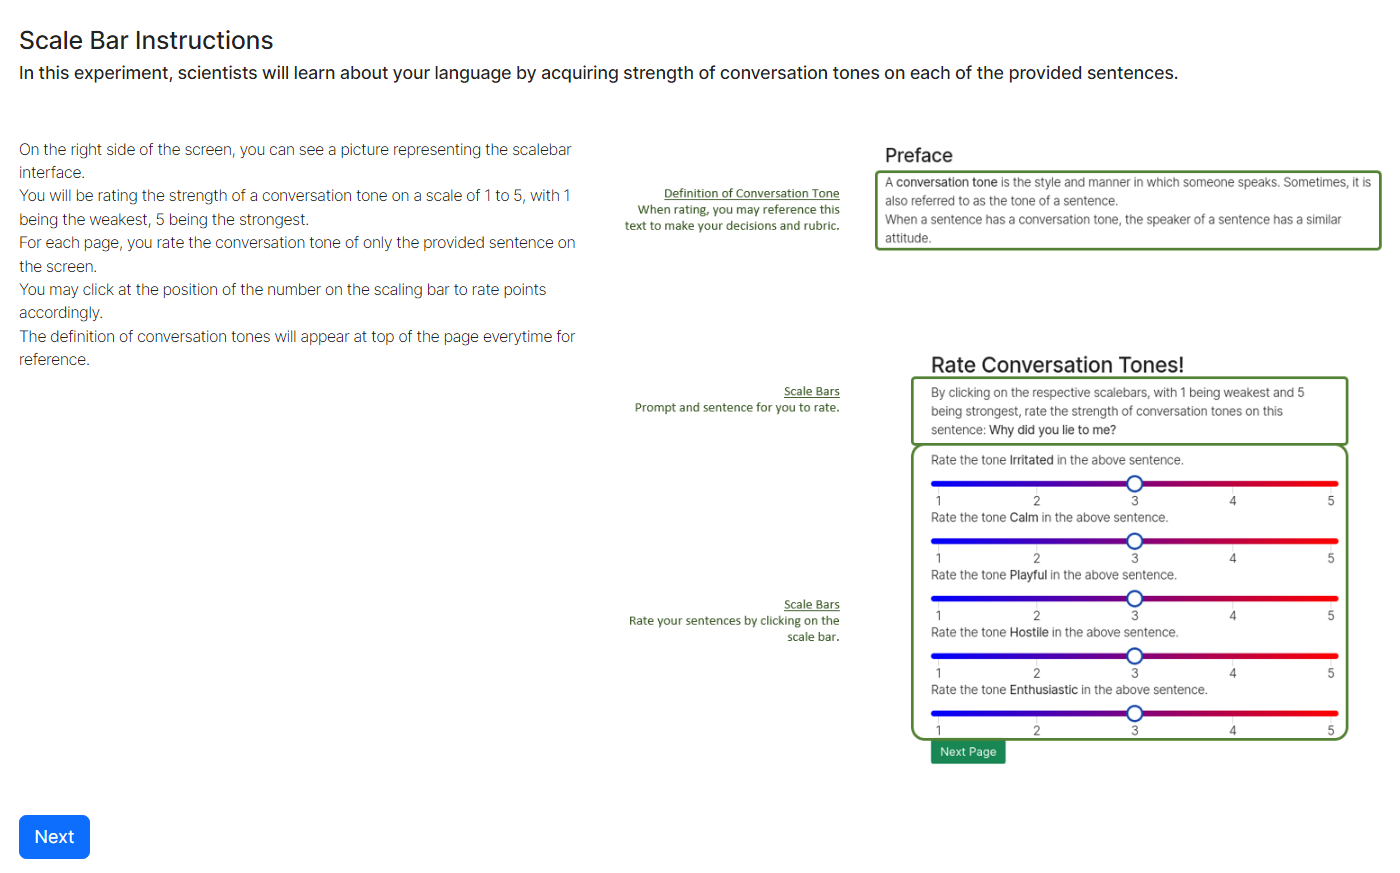 Scale Bar Instructions
In this experiment, scientists will learn about your language by acquiring strength of conversation tones on each of the provided sentences.
On the right side of the screen, you can see a picture representing the scalebar
interface.
You will be rating the strength of a conversation tone on a scale of 1 to 5, with 1
being the weakest, 5 being the strongest.
For each page, you rate the conversation tone of only the provided sentence on
the screen.
You may click at the position of the number on the scaling bar to rate points
accordingly.
The definition of conversation tones will appear at top of the page everytime for
reference.
Definition of Conversation Tone
When rating, you may reference this
text to make your decisions and rubric.
Preface
A conversation tone is the style and manner in which someone speaks. Sometimes, it is
also referred to as the tone of a sentence.
When a sentence has a conversation tone, the speaker of a sentence has a similar
attitude.
Scale Bars
Prompt and sentence for you to rate.
Rate Conversation Tones!
By clicking on the respective scalebars, with 1 being weakest and 5
being strongest, rate the strength of conversation tones on this
sentence: Why did you lie to me?
Scale Bars
Rate your sentences by clicking on the
scale bar.
Rate the tone Irritated in the above sentence.
1 2 3 4 5
Rate the tone Calm in the above sentence.
1 2 3 4 5
Rate the tone Playful in the above sentence.
1 2 3 4 5
Rate the tone Hostile in the above sentence.
1 2 3 4 5
Rate the tone Enthusiastic in the above sentence.
1 2 3 4 5
Next Page
Next